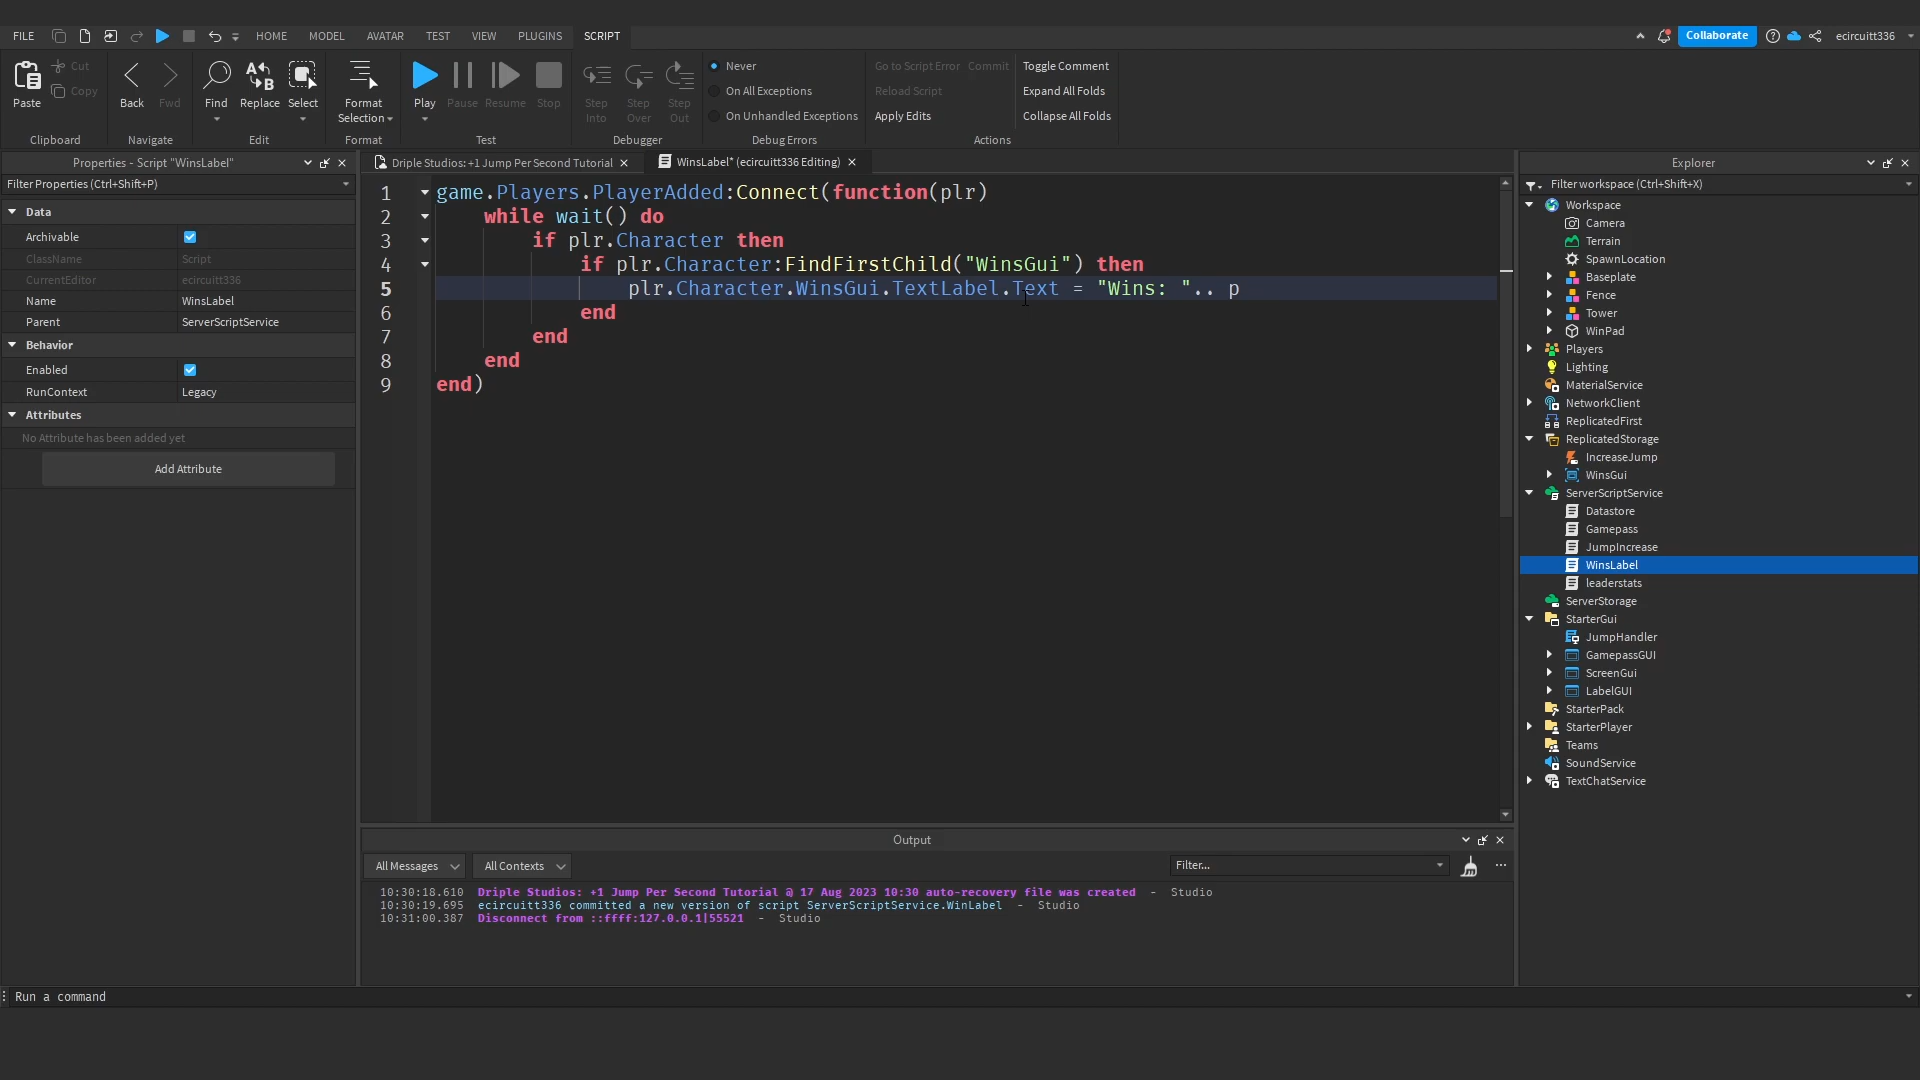 FILE HOME MODEL AVATAR TEST VIEW PLUGINS SCRIPT Collaborate ecircuitt336
Cut
Copy
Paste
Back Fwd
Find Replace Select
Format
Selection
Play Pause Resume Stop
Step
Into
Step
Over
Step
Out
Never
On All Exceptions
On Unhandled Exceptions
Go to Script Error Commit
Reload Script
Apply Edits
Toggle Comment
Expand All Folds
Collapse All Folds
Clipboard Navigate Edit Format Test Debugger Debug Errors Actions
Properties - Script "WinsLabel"
Filter Properties (Ctrl+Shift+P)
Data
Archivable
ClassName Script
CurrentEditor ecircuitt336
Name WinsLabel
Parent ServerScriptService
Behavior
Enabled
RunContext Legacy
Attributes
No Attribute has been added yet
Add Attribute
Driple Studios: +1 Jump Per Second Tutorial
WinsLabel* (ecircuitt336 Editing)
1 game.Players.PlayerAdded:Connect(function(plr)
2 while wait() do
3 if plr.Character then
4 if plr.Character:FindFirstChild("WinsGui") then
5 plr.Character.WinsGui.TextLabel.Text = "Wins: ".. p
6 end
7 end
8 end
9 end)
Output
All Messages All Contexts Filter...
10:30:18.610 Driple Studios: +1 Jump Per Second Tutorial @ 17 Aug 2023 10:30 auto-recovery file was created - Studio
10:30:19.695 ecircuitt336 committed a new version of script ServerScriptService.WinLabel - Studio
10:31:00.387 Disconnect from ::ffff:127.0.0.1|55521 - Studio
Explorer
Filter workspace (Ctrl+Shift+X)
Workspace
Camera
Terrain
SpawnLocation
Baseplate
Fence
Tower
WinPad
Players
Lighting
MaterialService
NetworkClient
ReplicatedFirst
ReplicatedStorage
IncreaseJump
WinsGui
ServerScriptService
Datastore
Gamepass
JumpIncrease
WinsLabel
leaderstats
ServerStorage
StarterGui
JumpHandler
GamepassGUI
ScreenGui
LabelGUI
StarterPack
StarterPlayer
Teams
SoundService
TextChatService
Run a command